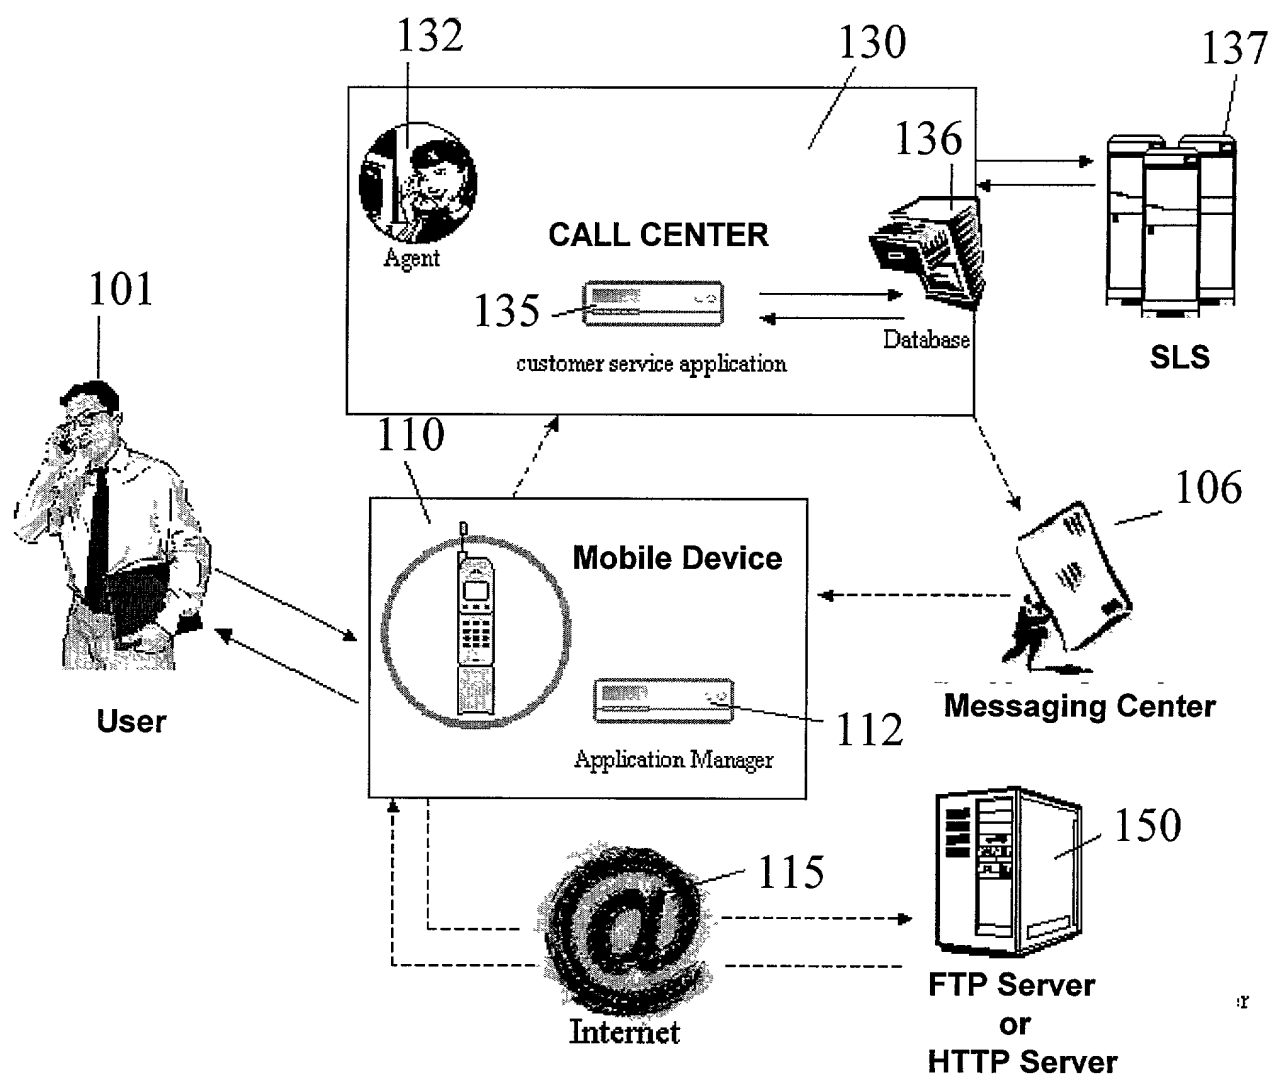 132
130
137
136
Agent
CALL CENTER
101
135
Database
customer service application
SLS
110
106
Mobile Device
User
Messaging Center
112
Application Manager
150
115
FTP Server
or
HTTP Server
Internet